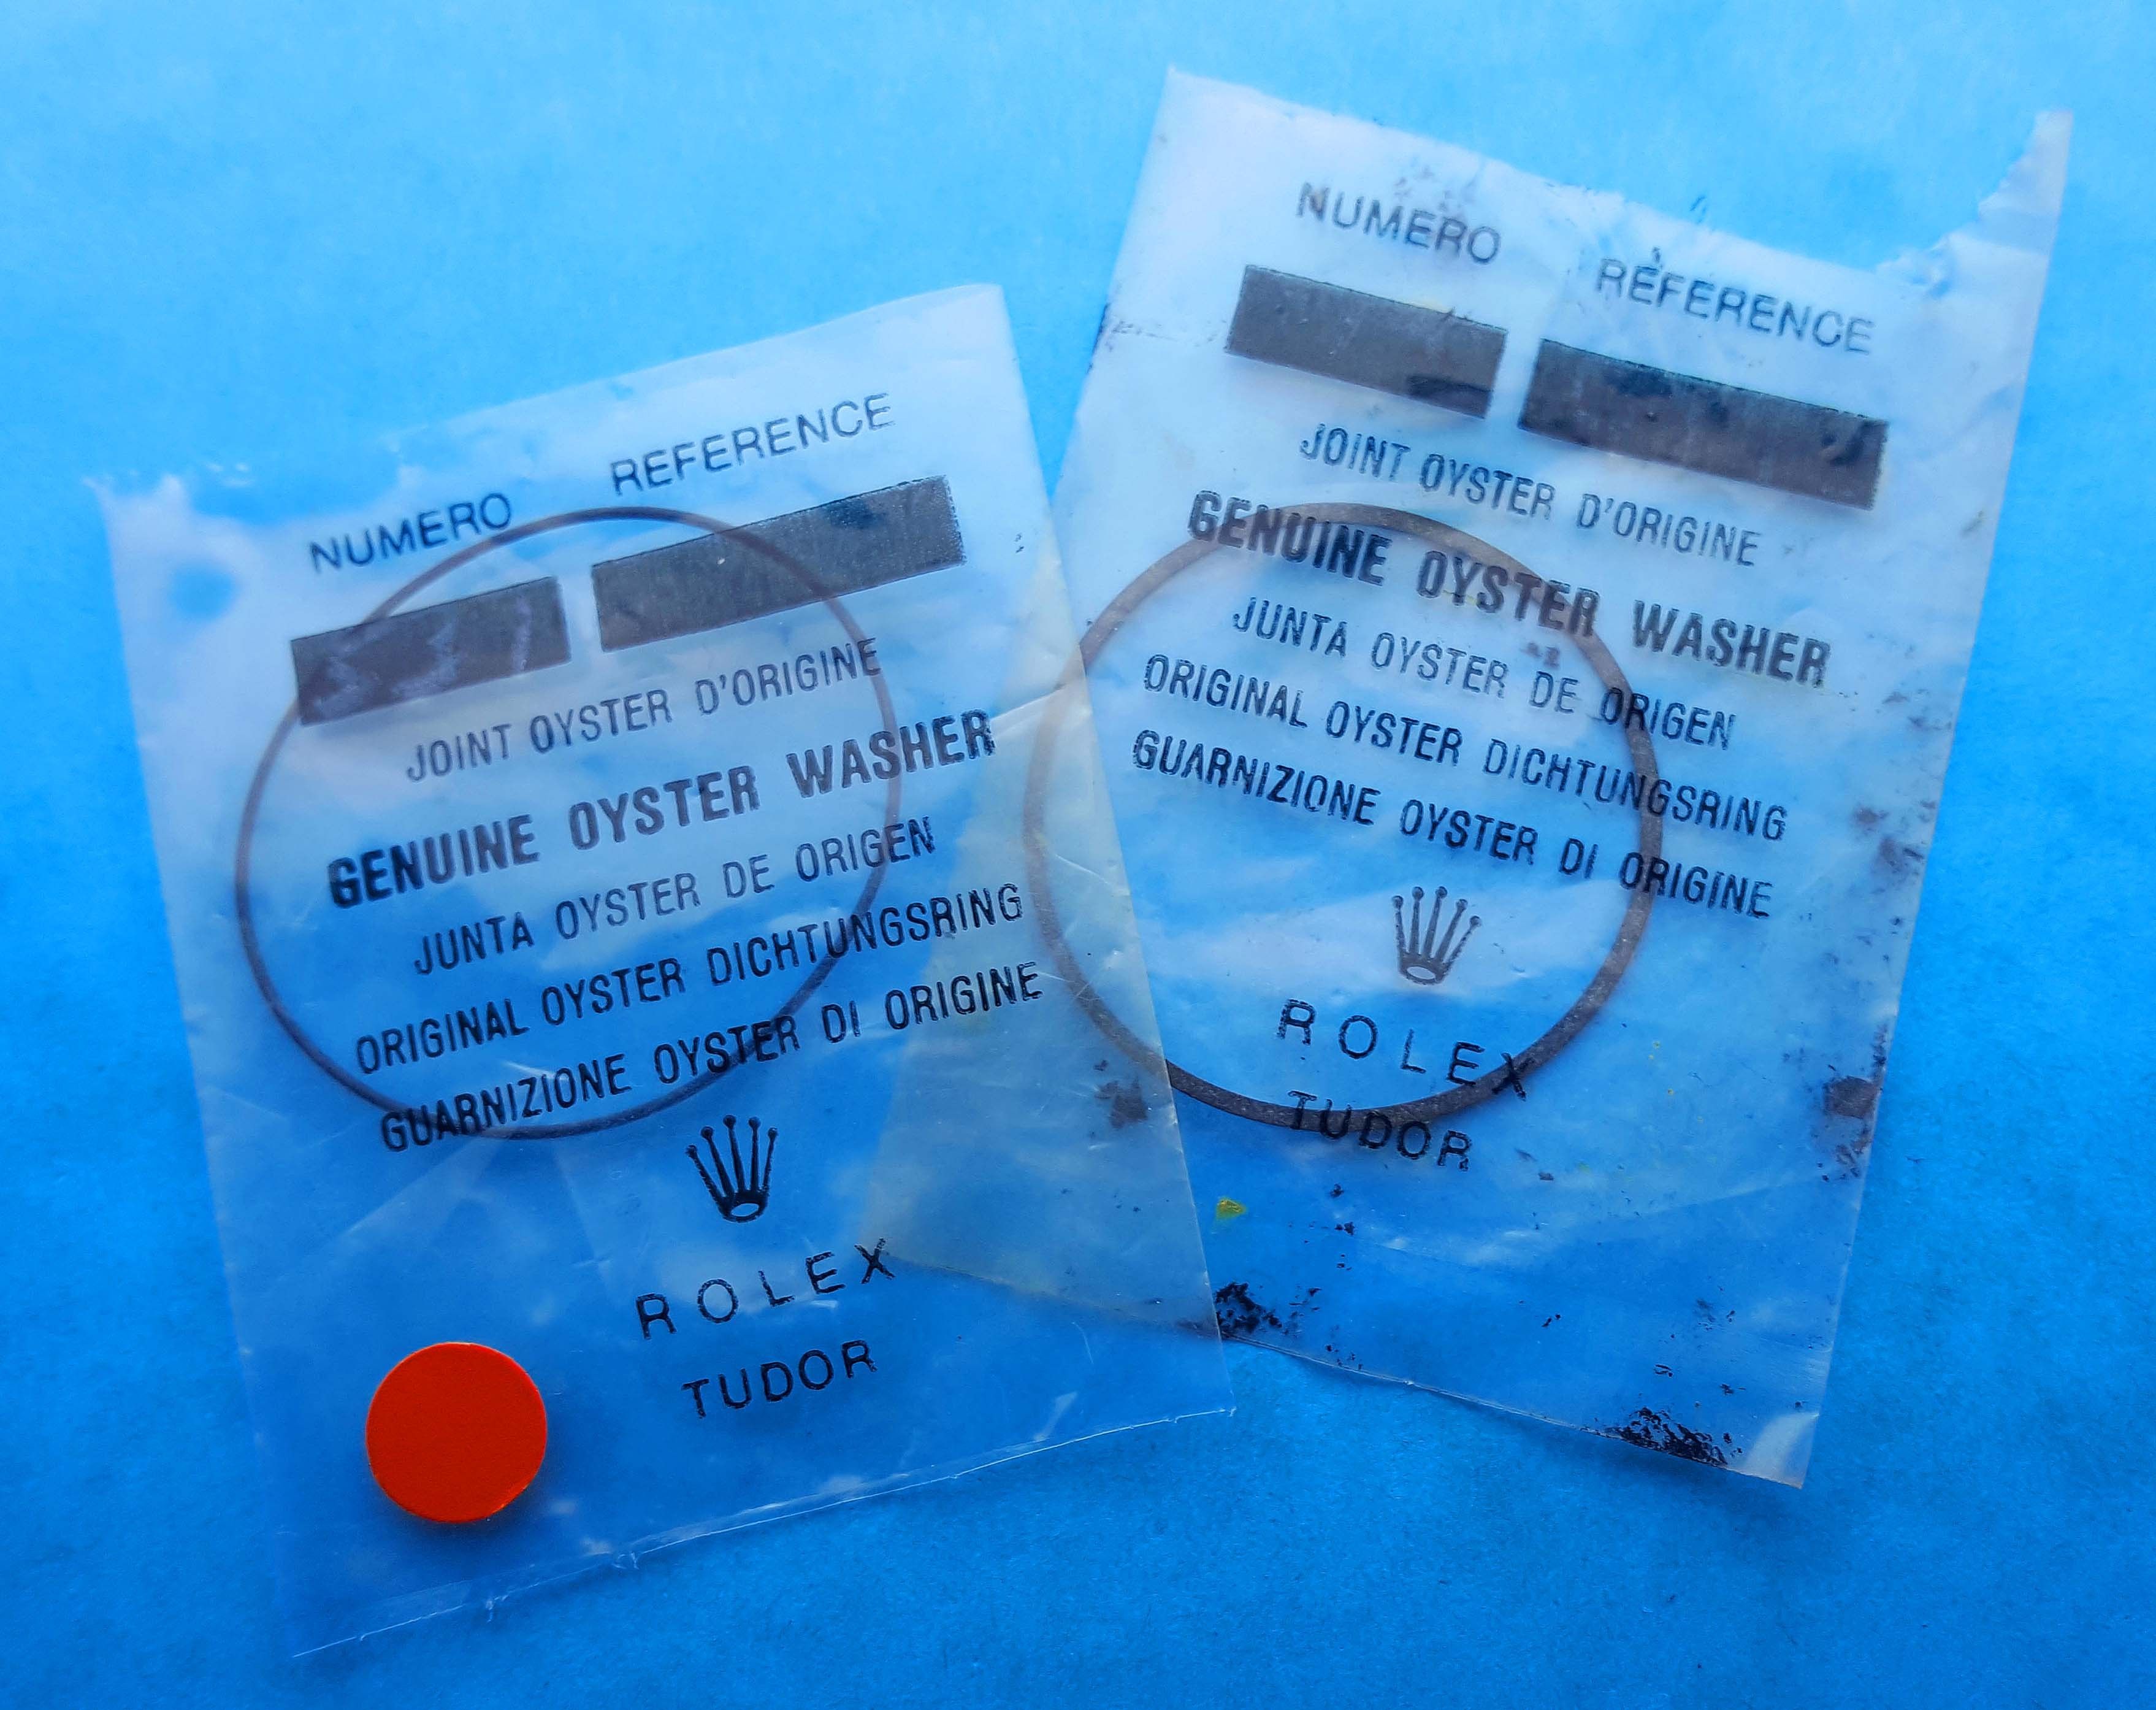 NUMERO REFERENCE
JOINT OYSTER D'ORIGINE
GENUINE OYSTER WASHER
JUNTA OYSTER DE ORIGEN
ORIGINAL OYSTER DICHTUNGSRING
GUARNIZIONE OYSTER DI ORIGINE
ROLEX
TUDOR
NUMERO REFERENCE
JOINT OYSTER D'ORIGINE
GENUINE OYSTER WASHER
JUNTA OYSTER DE ORIGEN
ORIGINAL OYSTER DICHTUNGSRING
GUARNIZIONE OYSTER DI ORIGINE
ROLEX
TUDOR